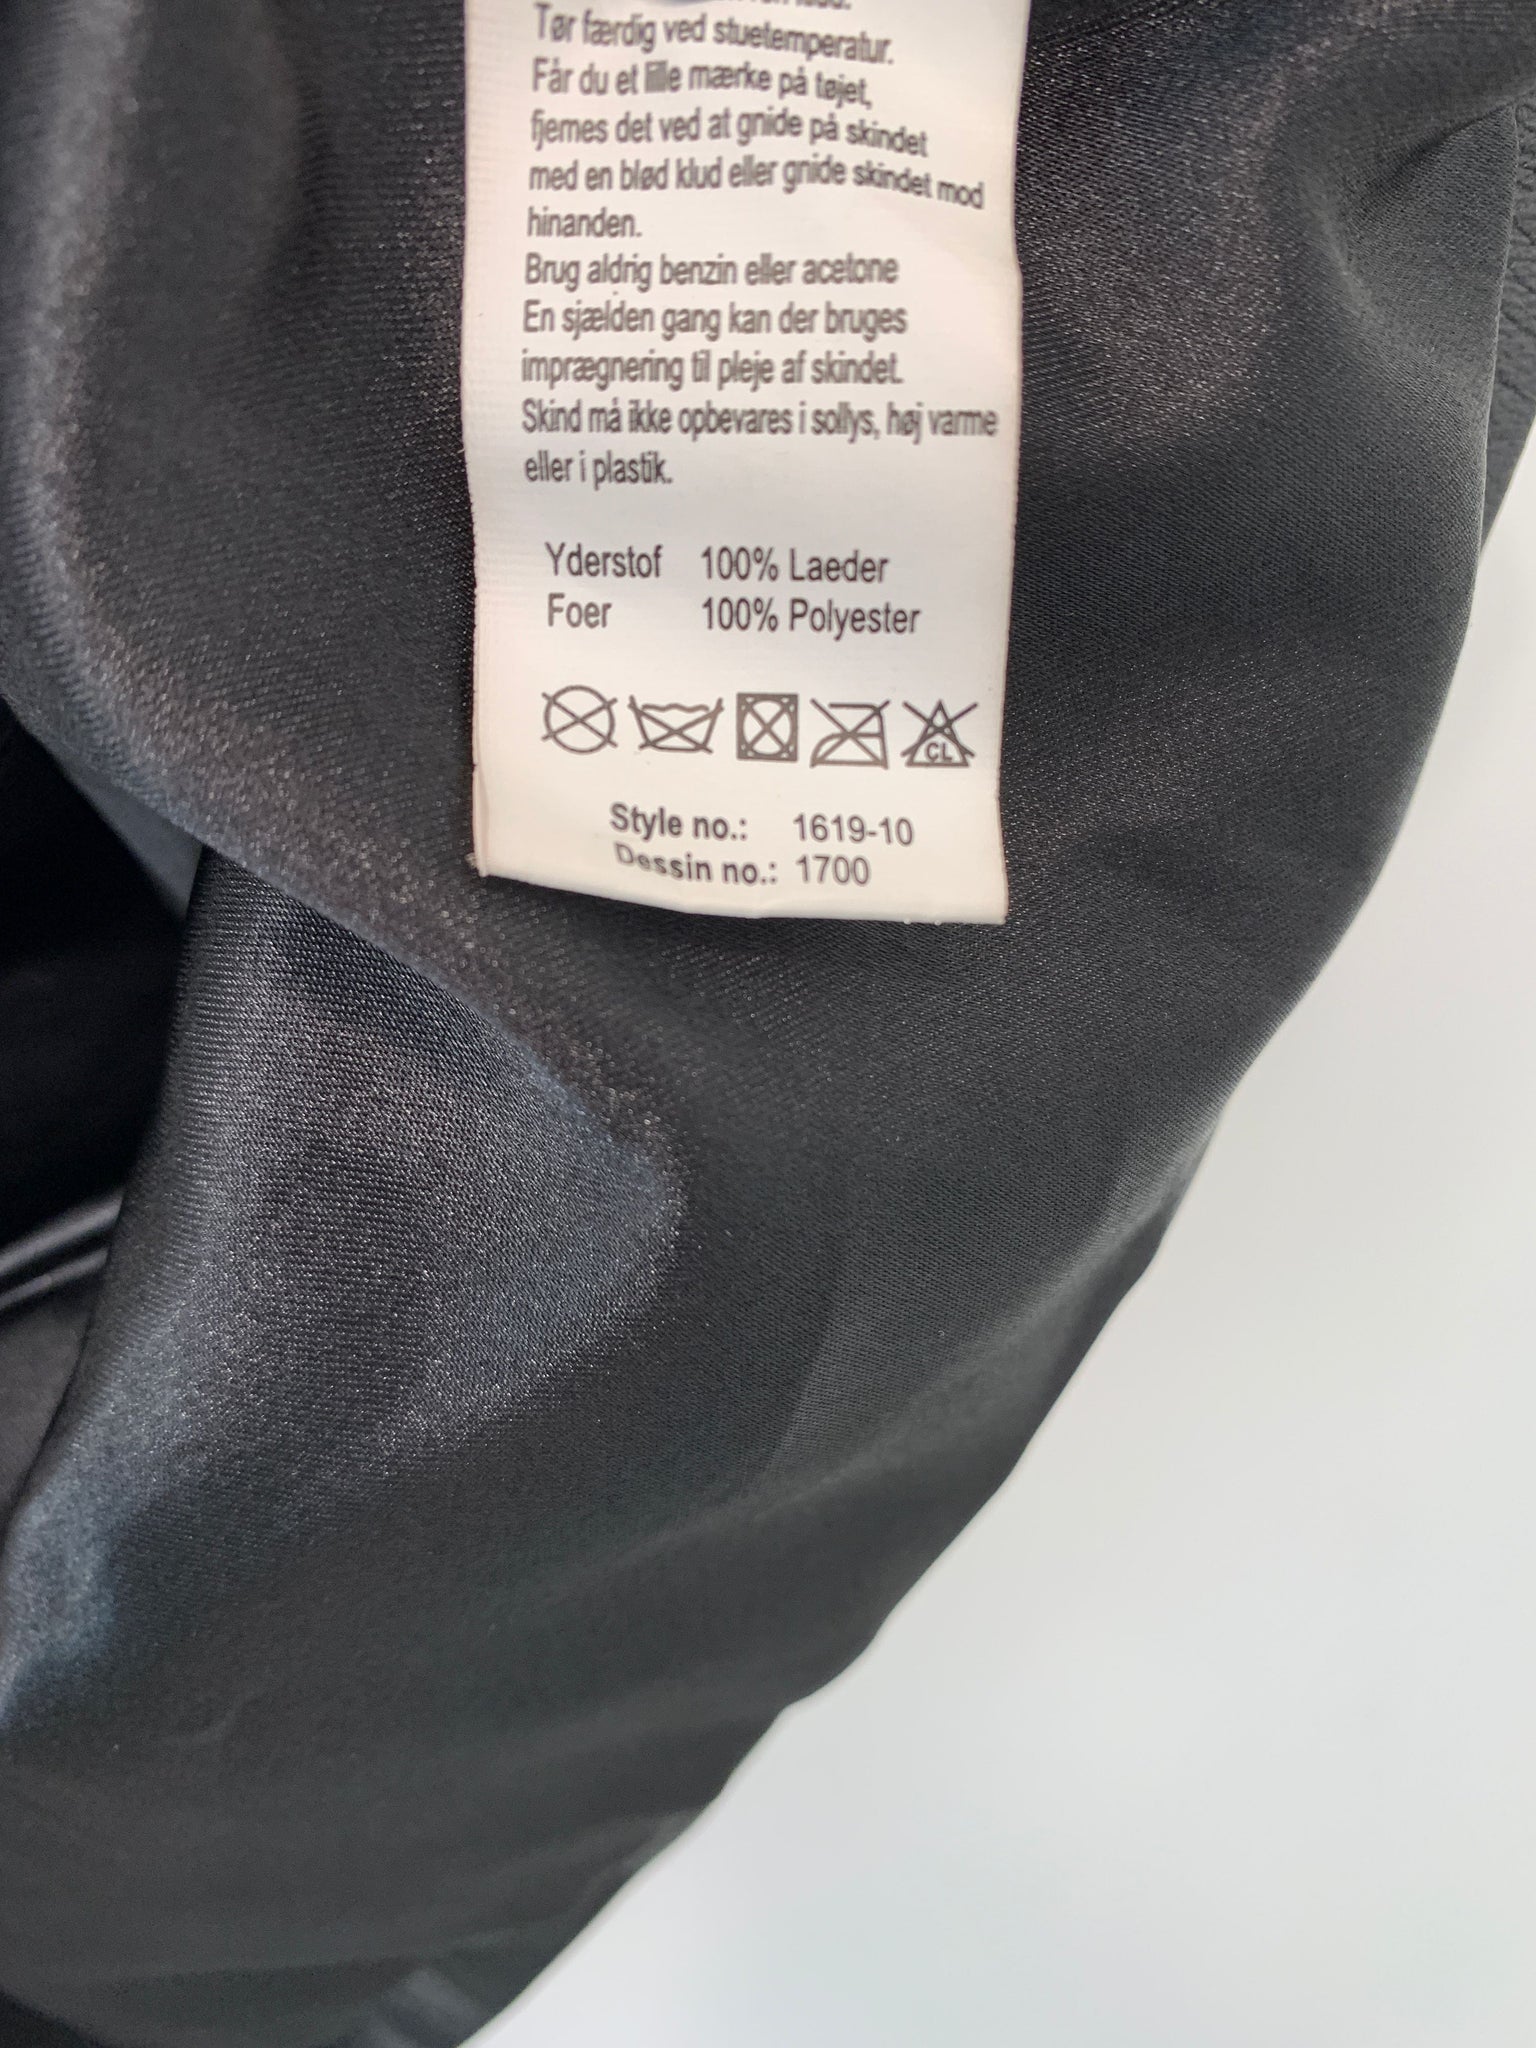 klud.
Tør færdig ved stuetemperatur.
Får du et lille mærke på tøjet,
fjernes det ved at gnide på skindet
med en blød klud eller gnide skindet mod
hinanden.
Brug aldrig benzin eller acetone
En sjælden gang kan der bruges
imprægnering til pleje af skindet.
Skind må ikke opbevares i sollys, høj varme
eller i plastik.
Yderstof 100% Laeder
Foer 100% Polyester
CL
Style no.: 1619-10
Dessin no.: 1700